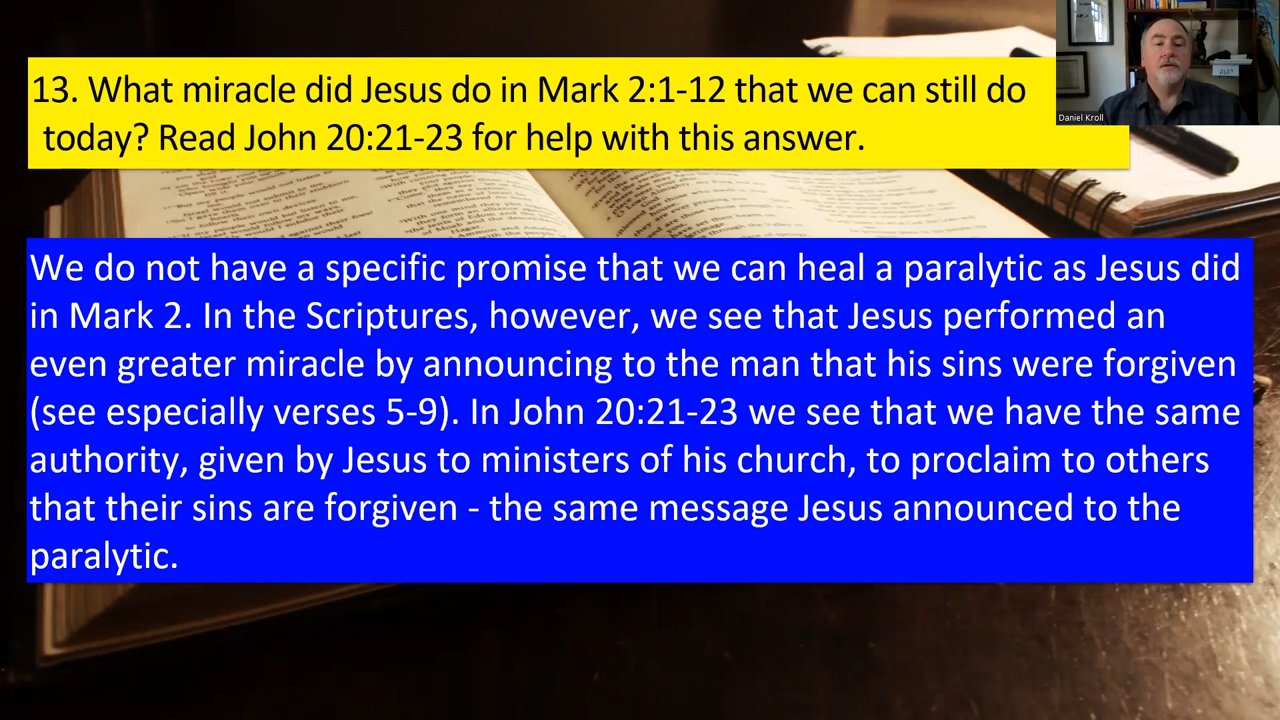 13. What miracle did Jesus do in Mark 2:1-12 that we can still do
today? Read John 20:21-23 for help with this answer.
Daniel Kroll
We do not have a specific promise that we can heal a paralytic as Jesus did
in Mark 2. In the Scriptures, however, we see that Jesus performed an
even greater miracle by announcing to the man that his sins were forgiven
(see especially verses 5-9). In John 20:21-23 we see that we have the same
authority, given by Jesus to ministers of his church, to proclaim to others
that their sins are forgiven - the same message Jesus announced to the
paralytic.